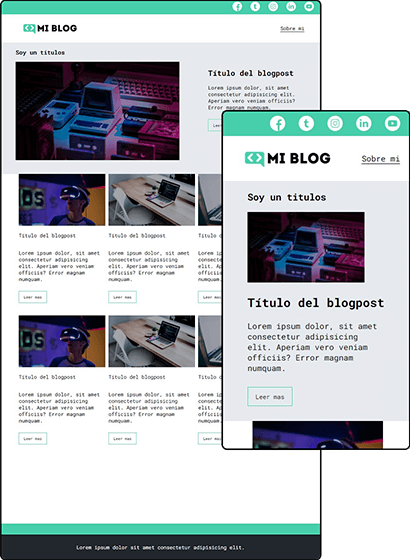 MI BLOG
Sobre mi
Soy un títulos
Título del blogpost
Lorem ipsum dolor, sit
amet consectetur
adipisicing elit.
Aperiam vero veniam
officiis? Error magnam
numquam.
Leer
Título del blogpost
Título del blogpost
Título d
Lorem ipsum dolor, sit amet
consectetur adipisicing
elit. Aperiam vero veniam
officiis? Error magnam
numquam.
Lorem ipsum dolor, sit amet
consectetur adipisicing
elit. Aperiam vero veniam
officiis? Error magnam
numquam.
Leer mas
Leer mas
Título del blogpost
Título del blogpost
Lorem ipsum dolor, sit amet
consectetur adipisicing
elit. Aperiam vero veniam
officiis? Error magnam
numquam.
Lorem ipsum dolor, sit amet
consectetur adipisicing
elit. Aperiam vero veniam
officiis? Error magnam
numquam.
Leer mas
Leer mas
Lorem ipsum dolor, sit amet consectetur adipisicing elit.
MI BLOG
Sobre mi
Soy un títulos
Título del blogpost
Lorem ipsum dolor, sit amet
consectetur adipisicing
elit. Aperiam vero veniam
officiis? Error magnam
numquam.
Leer mas